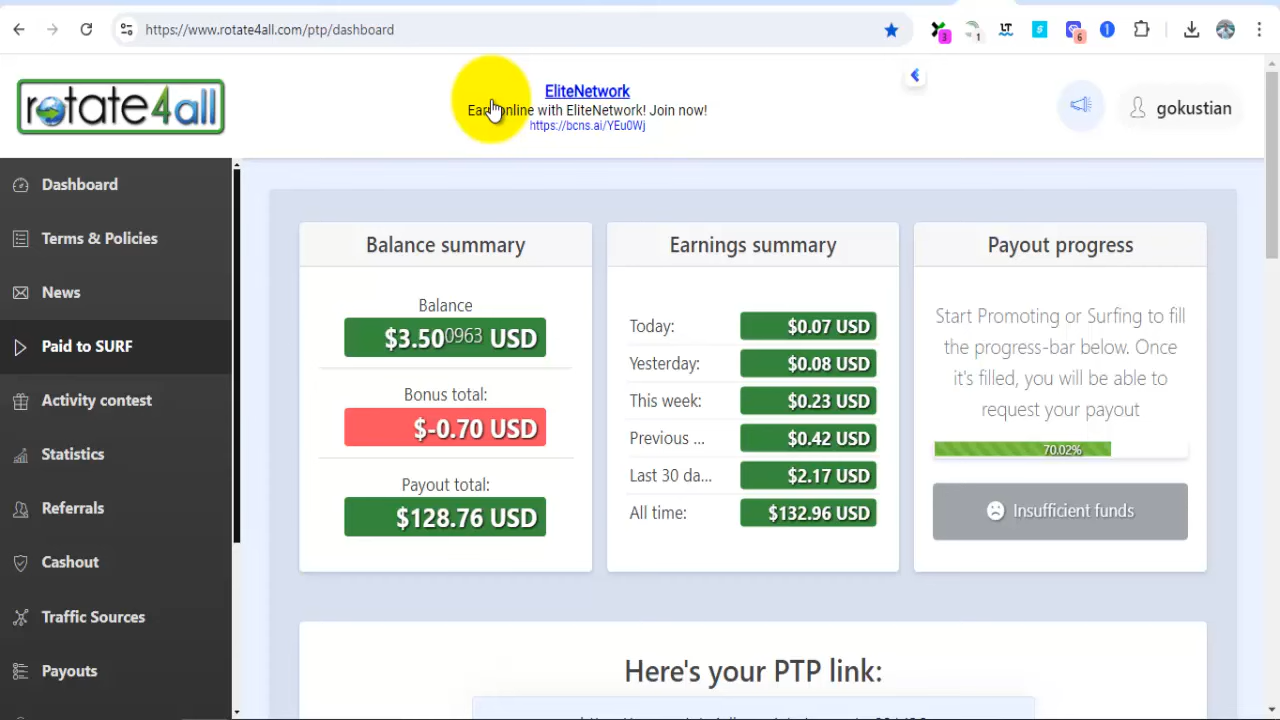 https://www.rotate4all.com/ptp/dashboard
3
1
LT
6
rotate4all
EliteNetwork
Earn online with EliteNetwork! Join now!
https://bcns.ai/YEu0Wj
gokustian
Dashboard
Terms & Policies
News
Paid to SURF
Activity contest
Statistics
Referrals
Cashout
Traffic Sources
Payouts
Balance summary
Balance
$3.500963 USD
Bonus total:
$-0.70 USD
Payout total:
$128.76 USD
Earnings summary
Today: $0.07 USD
Yesterday: $0.08 USD
This week: $0.23 USD
Previous ... $0.42 USD
Last 30 da... $2.17 USD
All time: $132.96 USD
Payout progress
Start Promoting or Surfing to fill
the progress-bar below. Once
it's filled, you will be able to
request your payout
70.02%
Insufficient funds
Here's your PTP link: